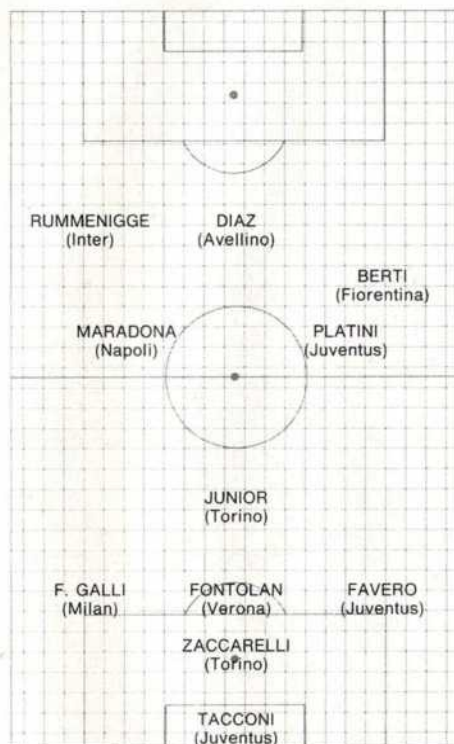 RUMMENIGGE
(Inter)
DIAZ
(Avellino)
BERTI
(Fiorentina)
MARADONA
(Napoli)
PLATINI
(Juventus)
JUNIOR
(Torino)
F. GALLI
(Milan)
FONTOLAN
(Verona)
FAVERO
(Juventus)
ZACCARELLI
(Torino)
TACCONI
(Juventus)